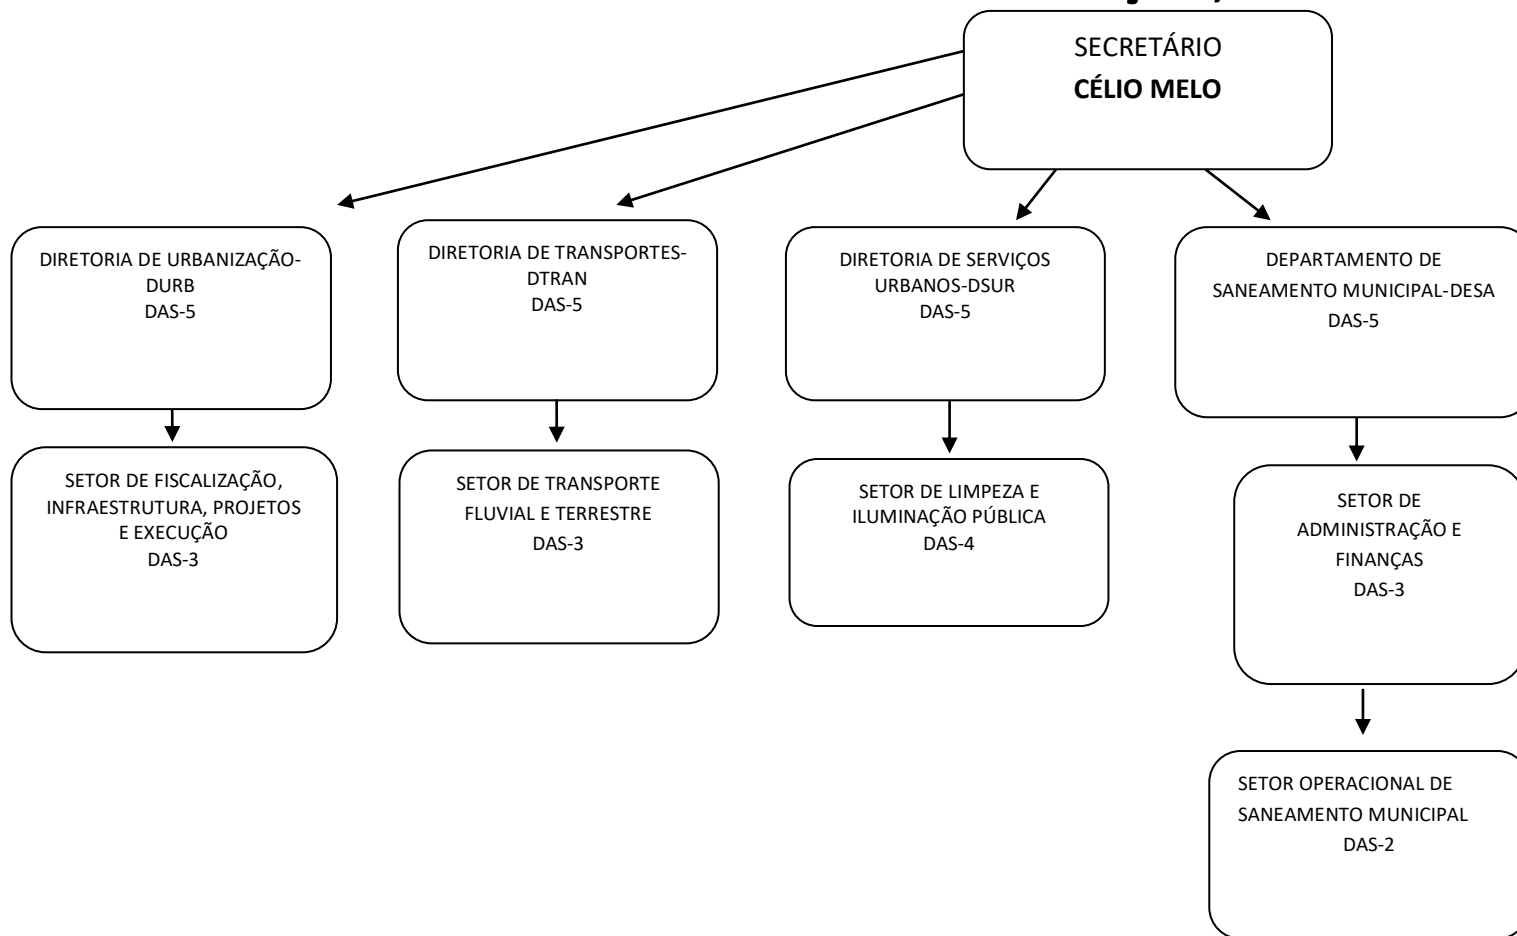 SECRETÁRIO
CÉLIO MELO
DIRETORIA DE URBANIZAÇÃO-
DURB
DAS-5
DIRETORIA DE TRANSPORTES-
DTRAN
DAS-5
DIRETORIA DE SERVIÇOS
URBANOS-DSUR
DAS-5
DEPARTAMENTO DE
SANEAMENTO MUNICIPAL-DESA
DAS-5
SETOR DE FISCALIZAÇÃO,
INFRAESTRUTURA, PROJETOS
E EXECUÇÃO
DAS-3
SETOR DE TRANSPORTE
FLUVIAL E TERRESTRE
DAS-3
SETOR DE LIMPEZA E
ILUMINAÇÃO PÚBLICA
DAS-4
SETOR DE
ADMINISTRAÇÃO E
FINANÇAS
DAS-3
SETOR OPERACIONAL DE
SANEAMENTO MUNICIPAL
DAS-2